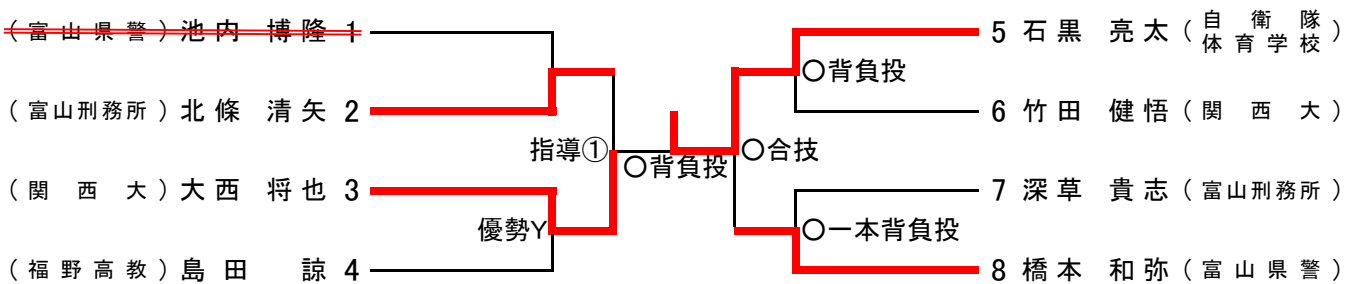 (富山県警)池内 博隆 1
(富山刑務所)北條 清矢 2
指導①
(関西大)大西 将也 3
優勢Y
(福野高教)島田 諒 4
〇背負投
5 石黒 亮太(自衛隊体育学校)
〇背負投
6 竹田 健悟(関西大)
〇合技
7 深草 貴志(富山刑務所)
〇一本背負投
8 橋本 和弥(富山県警)